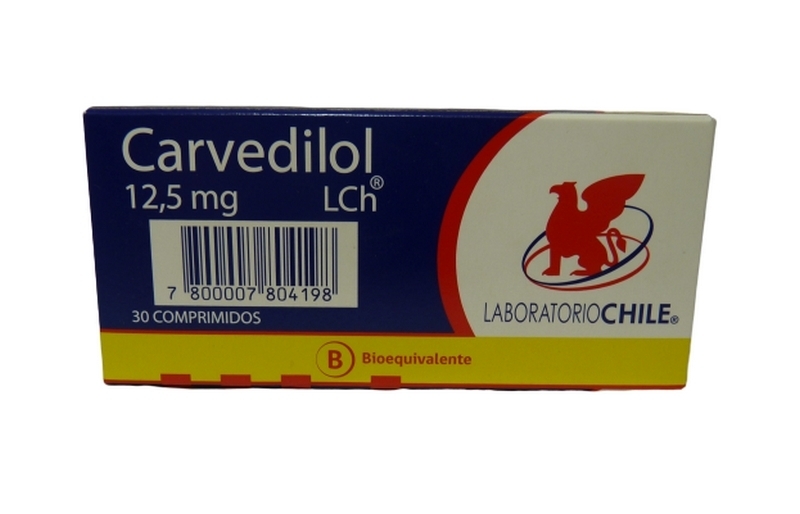 Carvedilol
12,5 mg LCh®
7 800007 804198
30 COMPRIMIDOS
LABORATORIOCHILE®
B Bioequivalente